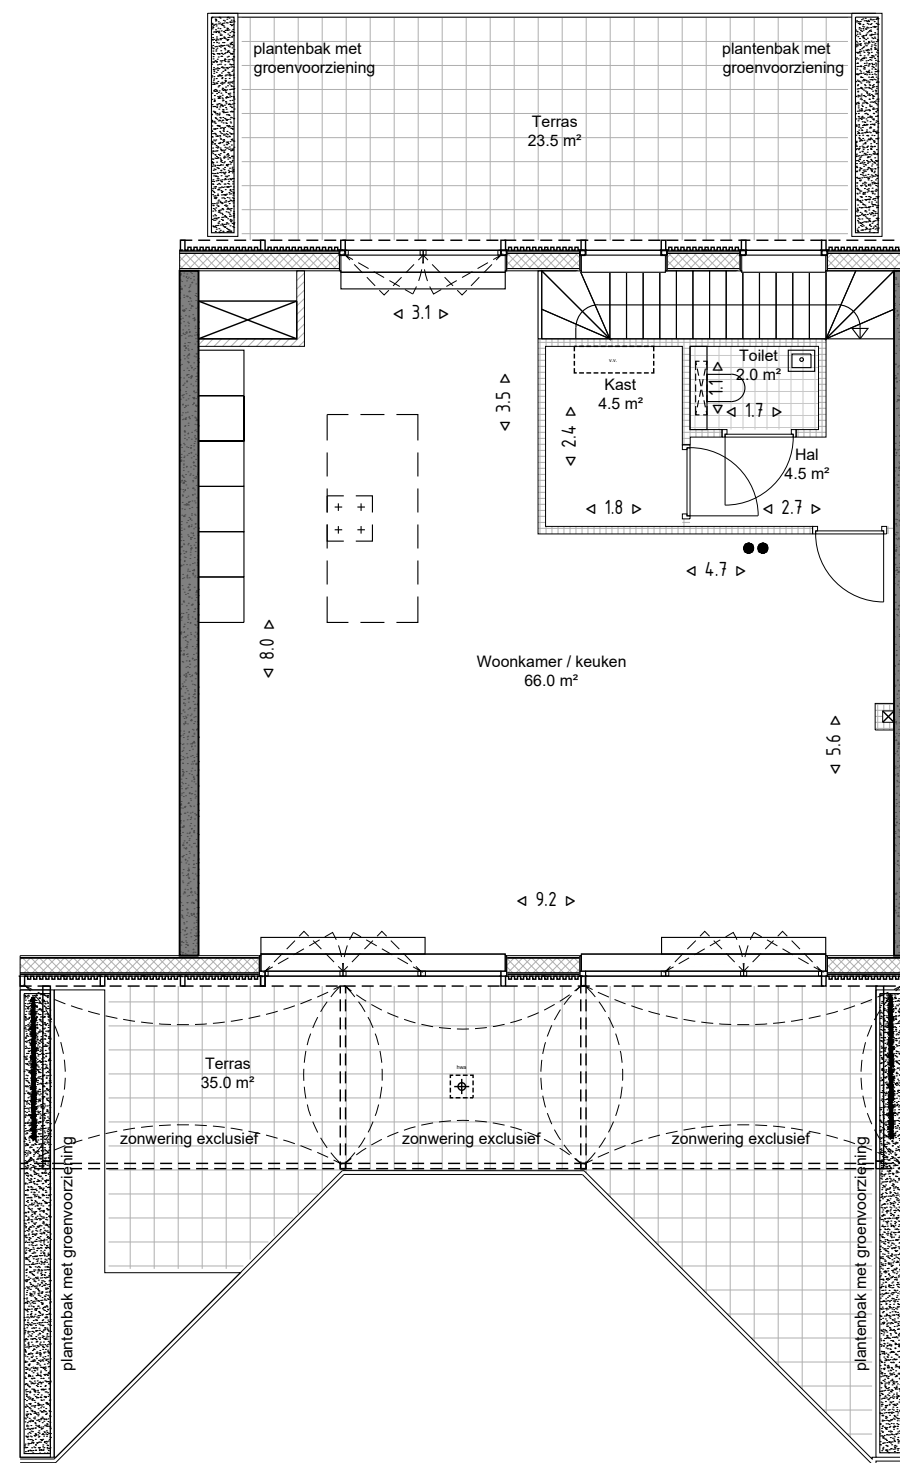 plantenbak met
groenvoorziening
plantenbak met
groenvoorziening
Terras
23.5 m²
3.1
Toilet
2.0 m²
1.1
1.7
v.v.
Kast
4.5 m²
3.5
2.4
Hal
4.5 m²
1.8
2.7
4.7
8.0
Woonkamer / keuken
66.0 m²
5.6
9.2
Terras
35.0 m²
hwa
zonwering exclusief
zonwering exclusief
zonwering exclusief
plantenbak met groenvoorziening
plantenbak met groenvoorziening